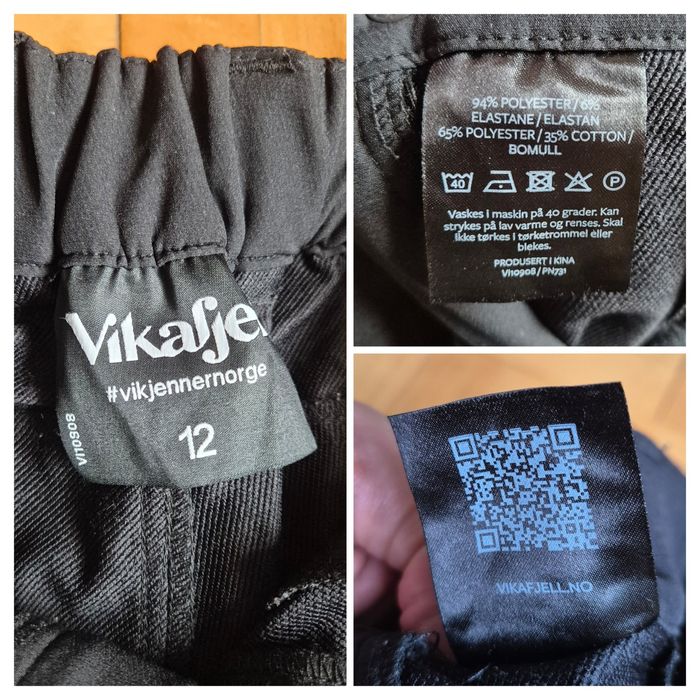 Vikafjel
#vikjennernorge
12
VI10908
94% POLYESTER/6%
ELASTANE/ELASTAN
65% POLYESTER/35% COTTON/
BOMULL
40
P
Vaskes i maskin på 40 grader. Kan
strykes på lav varme og renses. Skal
ikke tørkes i tørketrommel eller
blekes.
PRODUSERT I KINA
VI10908 / PN731
VIKAFJELL.NO